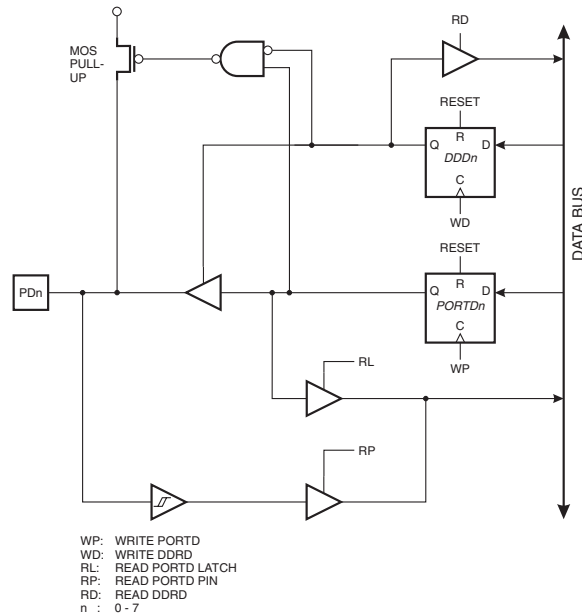 RD
MOS
PULL-
UP
RESET
R
Q
D
DDDn
C
WD
DATA BUS
RESET
R
PDn
Q
D
PORTDn
C
WP
RL
RP
WP: WRITE PORTD
WD: WRITE DDRD
RL: READ PORTD LATCH
RP: READ PORTD PIN
RD: READ DDRD
n : 0 - 7